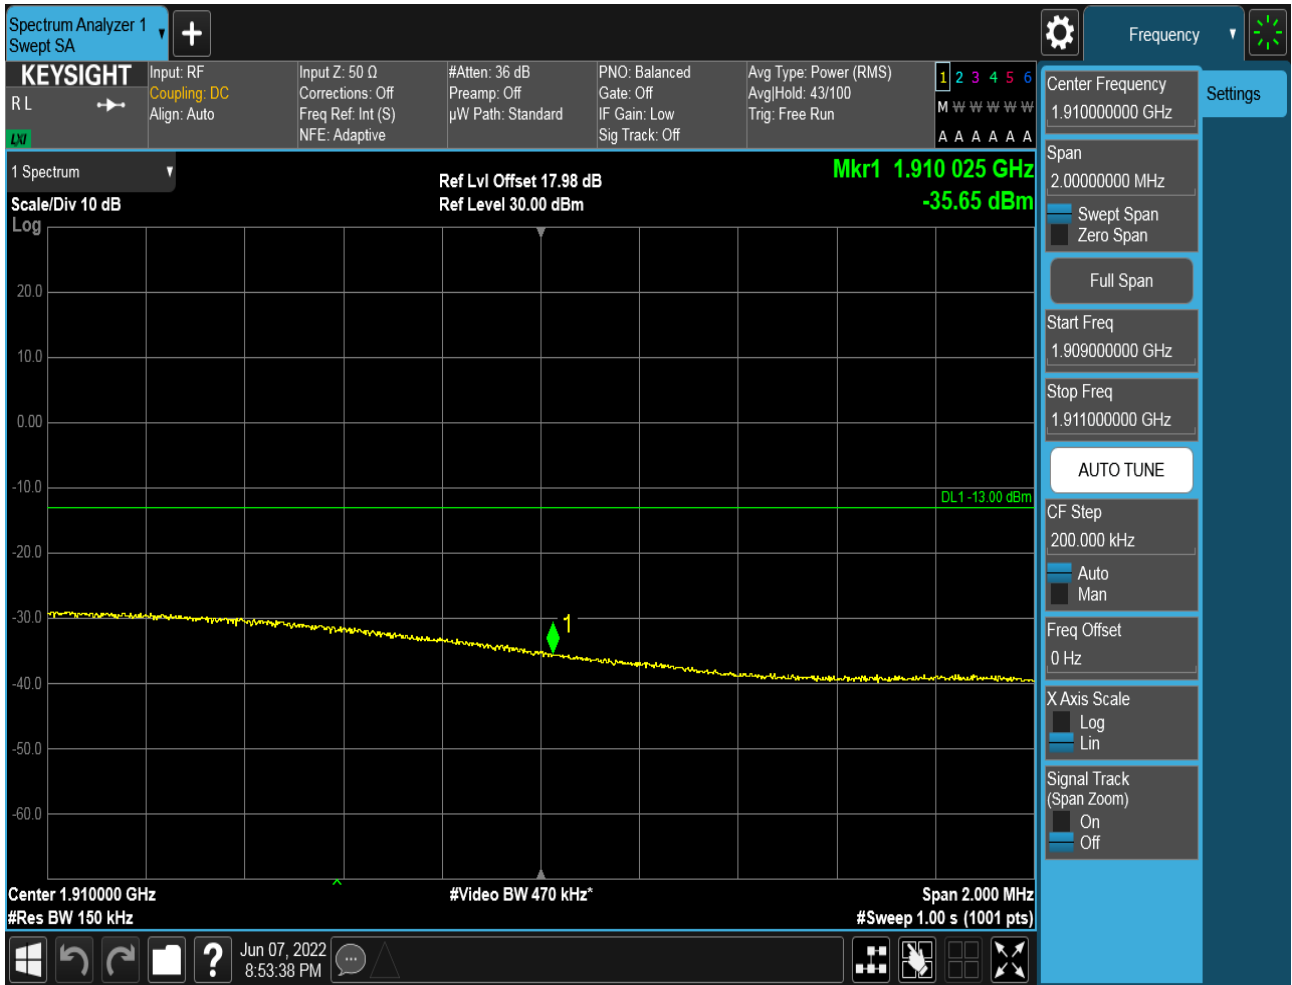 Spectrum Analyzer 1
Swept SA
Frequency
KEYSIGHT
R L
LXI
Input: RF
Coupling: DC
Align: Auto
Input Z: 50 Ω
Corrections: Off
Freq Ref: Int (S)
NFE: Adaptive
#Atten: 36 dB
Preamp: Off
µW Path: Standard
PNO: Balanced
Gate: Off
IF Gain: Low
Sig Track: Off
Avg Type: Power (RMS)
Avg|Hold: 43/100
Trig: Free Run
1 2 3 4 5 6
M W W W W W
A A A A A A
1 Spectrum
Scale/Div 10 dB
Log
Ref Lvl Offset 17.98 dB
Ref Level 30.00 dBm
Mkr1 1.910 025 GHz
-35.65 dBm
20.0
10.0
0.00
-10.0
DL1 -13.00 dBm
-20.0
-30.0
1
-40.0
-50.0
-60.0
Center 1.910000 GHz
#Video BW 470 kHz*
Span 2.000 MHz
#Res BW 150 kHz
#Sweep 1.00 s (1001 pts)
Jun 07, 2022
8:53:38 PM
Center Frequency
1.910000000 GHz
Settings
Span
2.00000000 MHz
Swept Span
Zero Span
Full Span
Start Freq
1.909000000 GHz
Stop Freq
1.911000000 GHz
AUTO TUNE
CF Step
200.000 kHz
Auto
Man
Freq Offset
0 Hz
X Axis Scale
Log
Lin
Signal Track
(Span Zoom)
On
Off